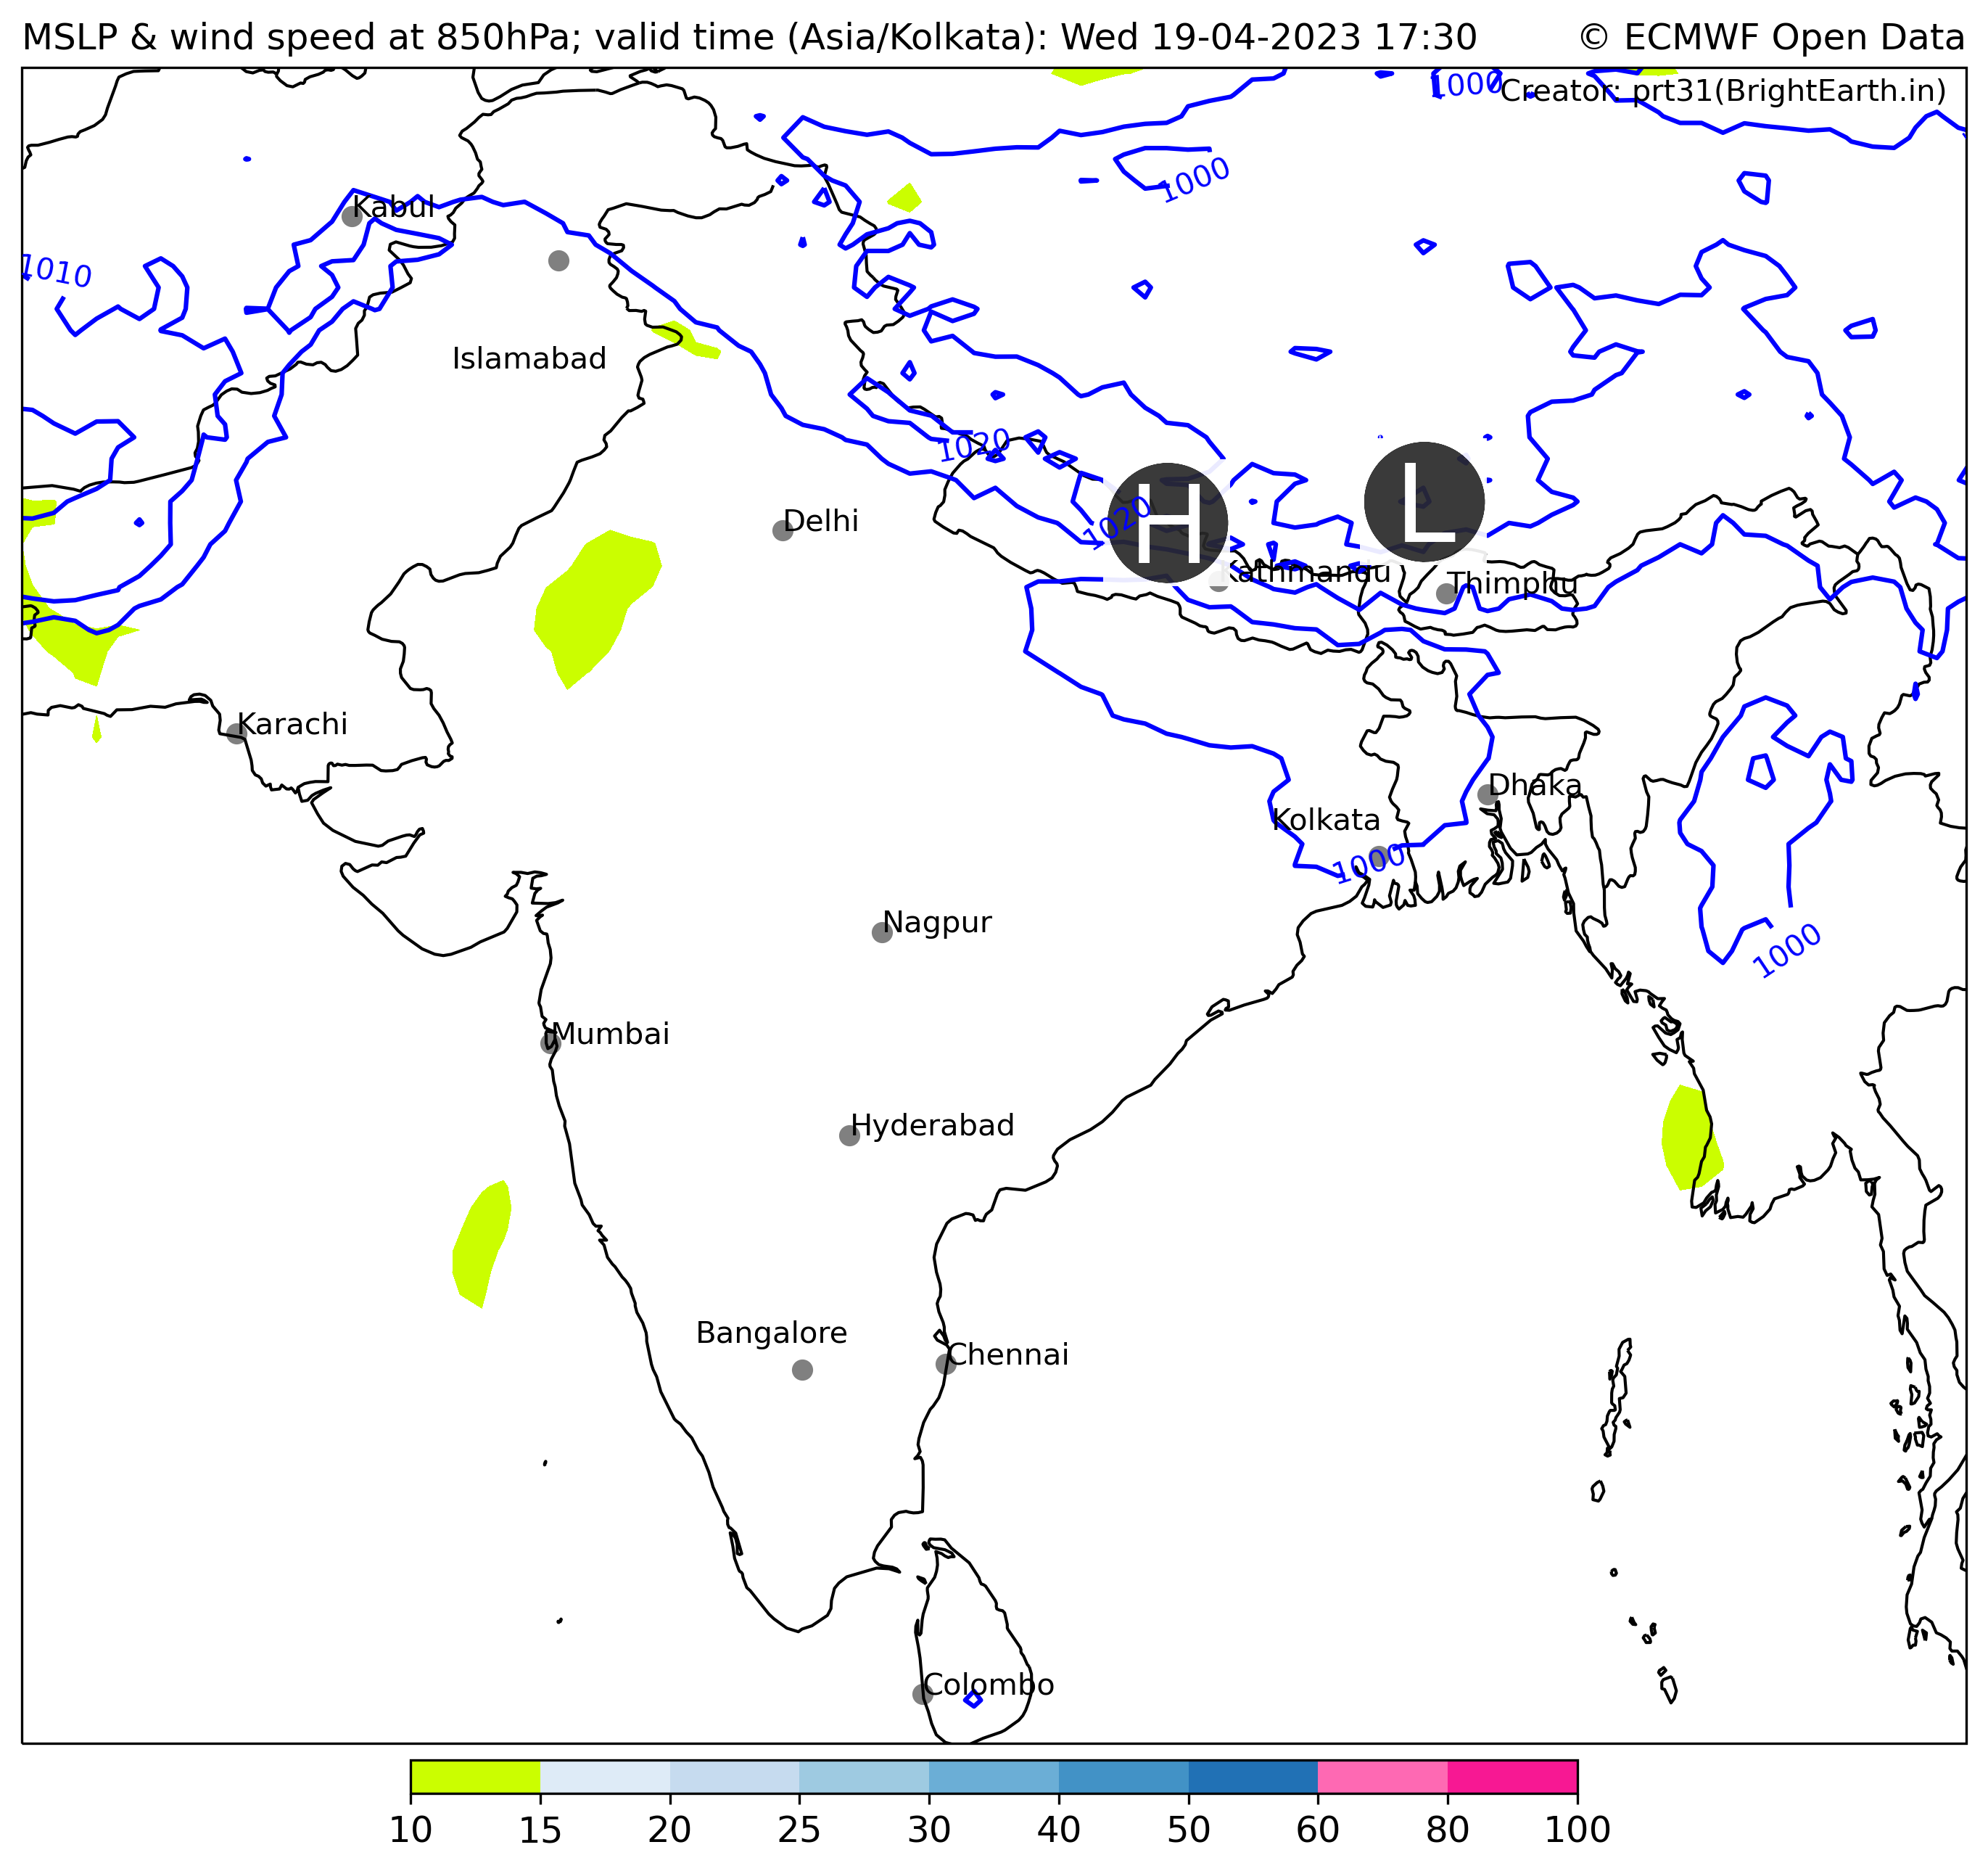 MSLP & wind speed at 850hPa; valid time (Asia/Kolkata): Wed 19-04-2023 17:30
© ECMWF Open Data
1000
Creator: prt31(BrightEarth.in)
1000
Kabul
1010
Islamabad
1020
H
L
1020
Delhi
Kathmandu
Thimphu
Karachi
Dhaka
Kolkata
1000
Nagpur
1000
Mumbai
Hyderabad
Bangalore
Chennai
Colombo
10 15 20 25 30 40 50 60 80 100